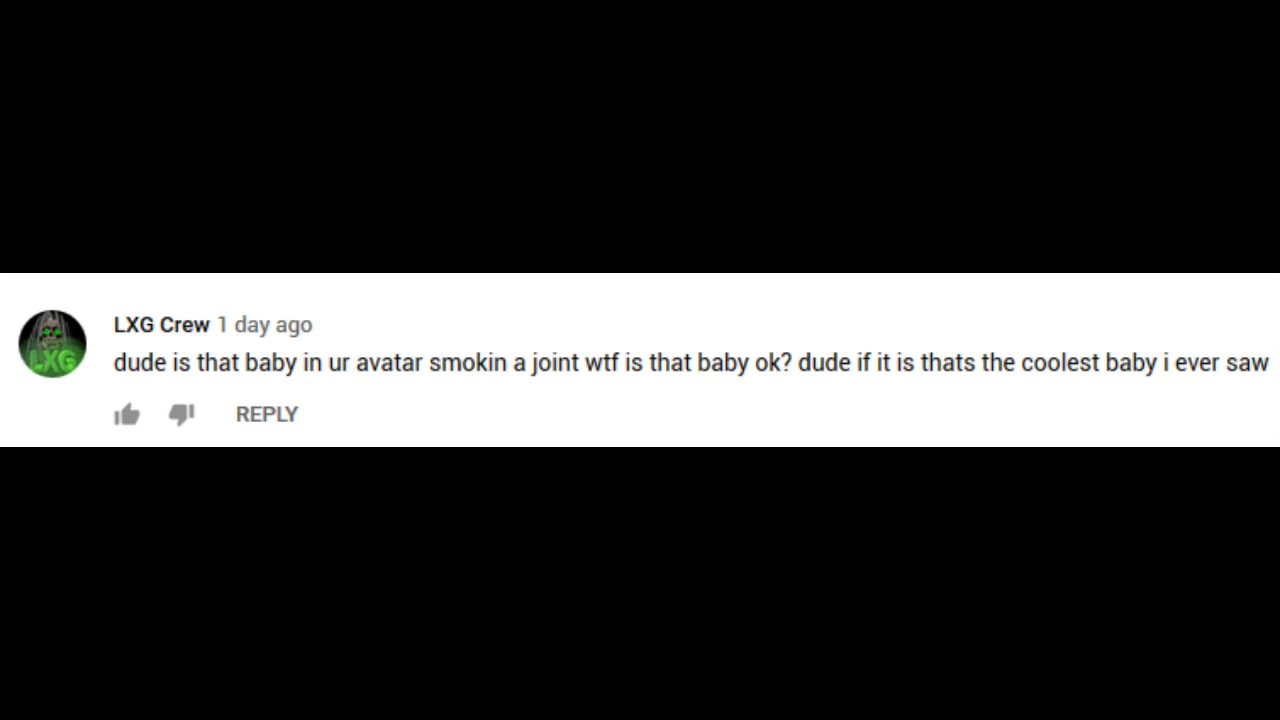 LXG
LXG Crew 1 day ago
dude is that baby in ur avatar smokin a joint wtf is that baby ok? dude if it is thats the coolest baby i ever saw
REPLY